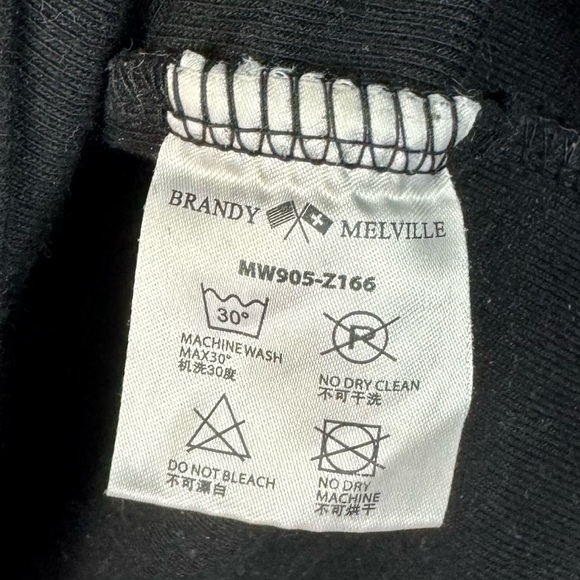 BRANDY MELVILLE
MW905-Z166
30°
MACHINE WASH
MAX30°
机洗30度
P
NO DRY CLEAN
不可干洗
DO NOT BLEACH
不可漂白
NO DRY
MACHINE
不可烘干